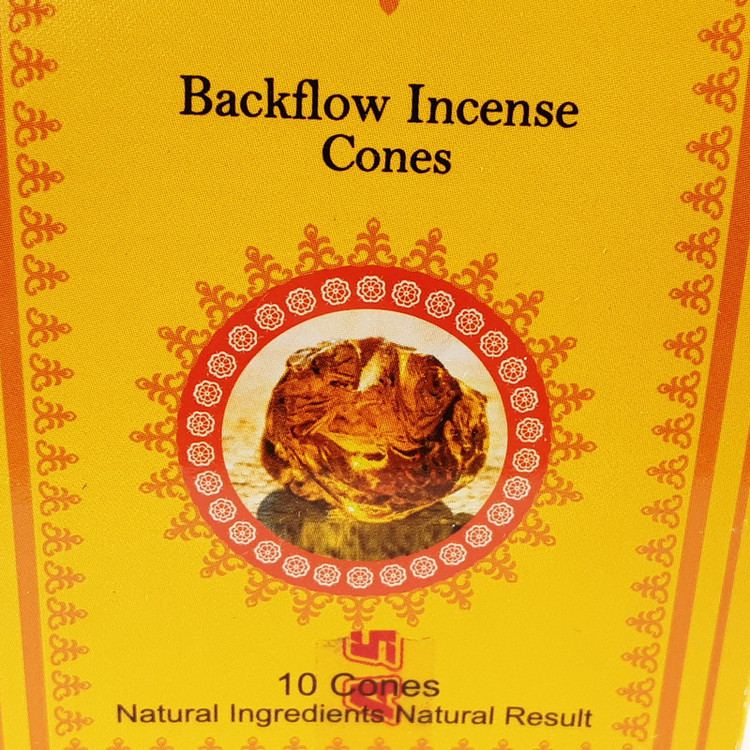 Backflow Incense
Cones
10 Cones
Natural Ingredients Natural Result